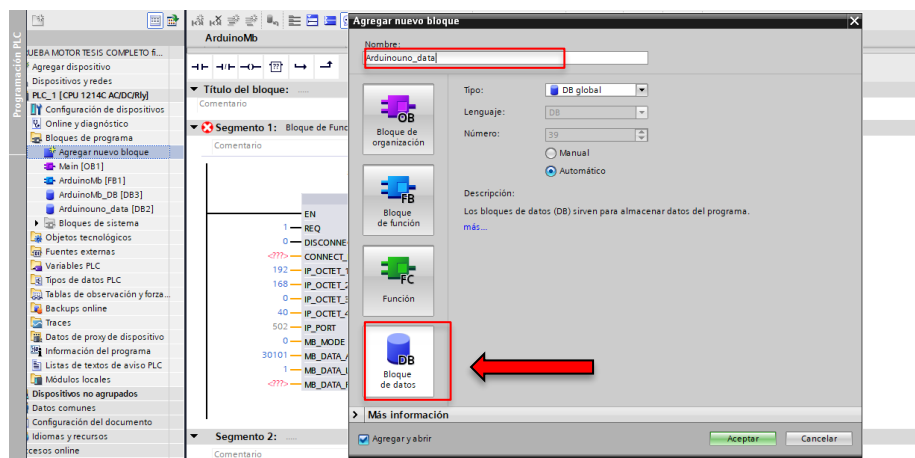 Programación PLC
UEBA MOTOR TESIS COMPLETO fi...
Agregar dispositivo
Dispositivos y redes
PLC_1 [CPU 1214C AC/DC/Rly]
Configuración de dispositivos
Online y diagnóstico
Bloques de programa
Agregar nuevo bloque
Main [OB1]
ArduinoMb [FB1]
ArduinoMb_DB [DB3]
Arduinouno_data [DB2]
Bloques de sistema
Objetos tecnológicos
Fuentes externas
Variables PLC
Tipos de datos PLC
Tablas de observación y forza...
Backups online
Traces
Datos de proxy de dispositivo
Información del programa
Listas de textos de aviso PLC
Módulos locales
Dispositivos no agrupados
Datos comunes
Configuración del documento
Idiomas y recursos
cesos online
ArduinoMb
??
Título del bloque: .....
Comentario
Segmento 1: Bloque de Func
Comentario
EN
1 REQ
0 DISCONNE
<???> CONNECT_
192 IP_OCTET_1
168 IP_OCTET_2
0 IP_OCTET_3
40 IP_OCTET_4
502 IP_PORT
0 MB_MODE
30101 MB_DATA_A
1 MB_DATA_L
<???> MB_DATA_P
Segmento 2: .....
Comentario
Agregar nuevo bloque
X
Nombre:
Arduinouno_data
OB
Bloque de
organización
FB
Bloque
de función
FC
Función
DB
Bloque
de datos
Tipo: DB global
Lenguaje: DB
Número: 39
Manual
Automático
Descripción:
Los bloques de datos (DB) sirven para almacenar datos del programa.
más...
> Más información
Agregar y abrir
Aceptar
Cancelar